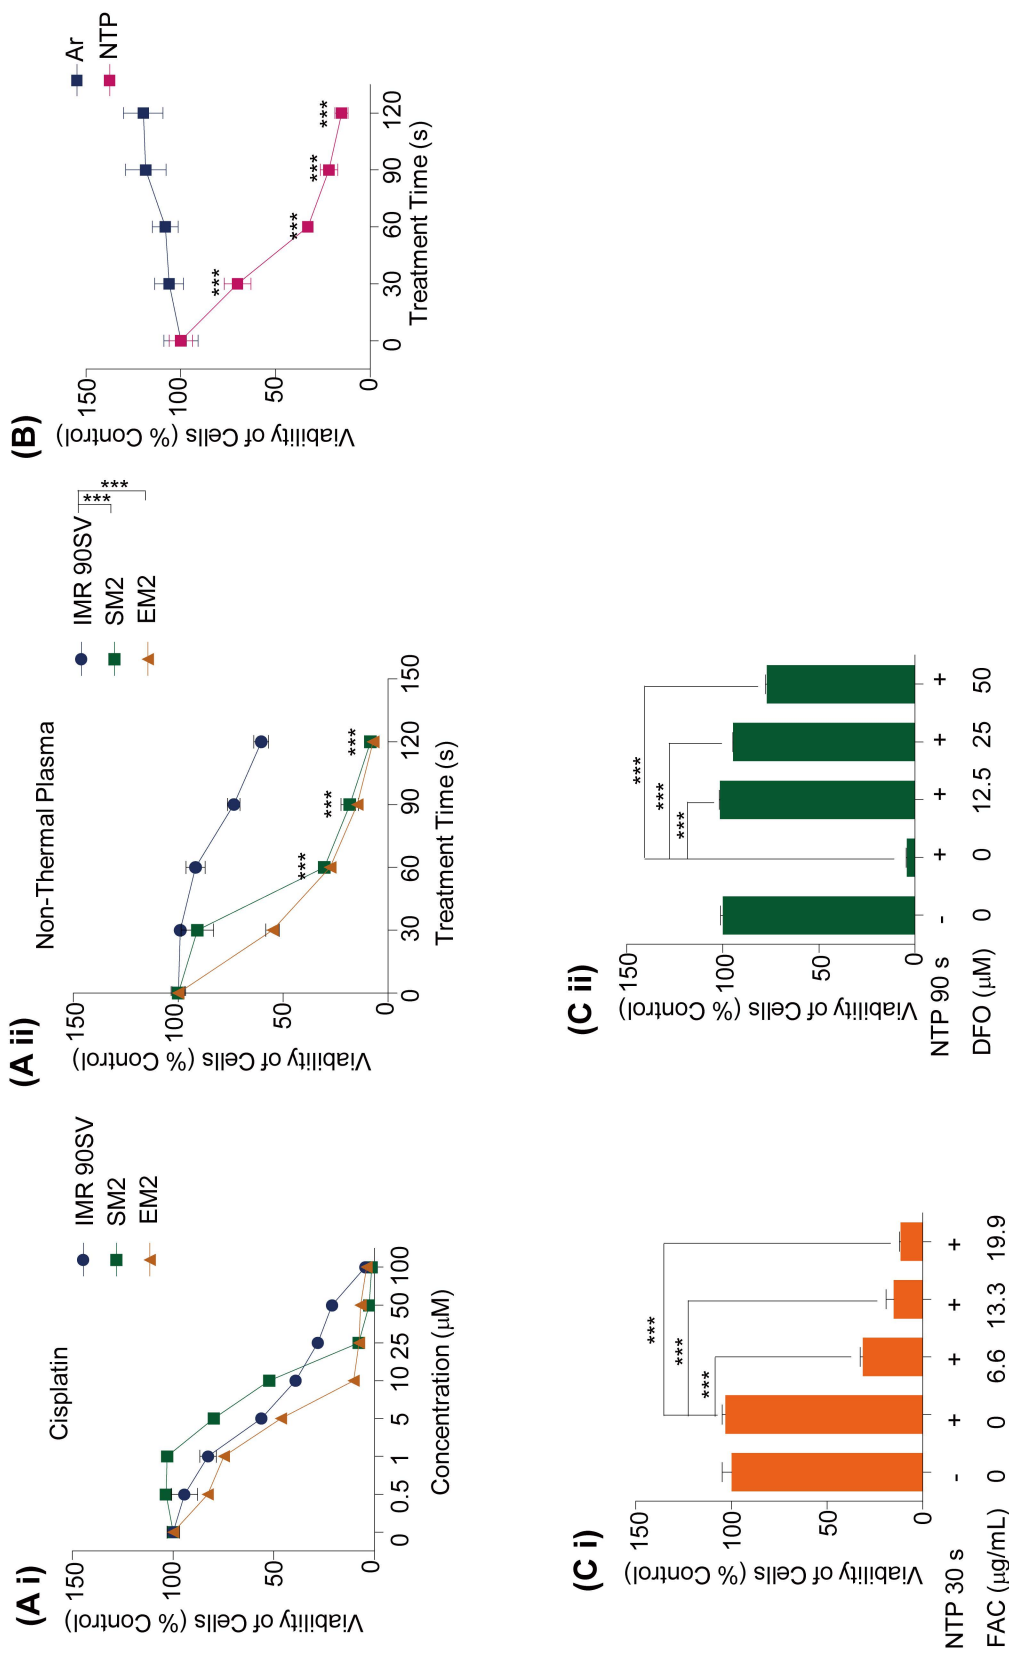 (A i)
Cisplatin
IMR 90SV
SM2
EM2
Viability of Cells (% Control)
150
100
50
0
0 0.5 1 5 10 25 50 100
Concentration (μM)
(A ii)
Non-Thermal Plasma
IMR 90SV
SM2
EM2
***
***
Viability of Cells (% Control)
150
100
50
0
***
***
***
0 30 60 90 120 150
Treatment Time (s)
(B)
Ar
NTP
Viability of Cells (% Control)
150
100
50
0
***
***
***
***
0 30 60 90 120
Treatment Time (s)
(C i)
Viability of Cells (% Control)
150
100
50
0
***
***
***
NTP 30 s - + + + +
FAC (μg/mL) 0 0 6.6 13.3 19.9
(C ii)
Viability of Cells (% Control)
150
100
50
0
***
***
***
NTP 90 s - + + + +
DFO (μM) 0 0 12.5 25 50